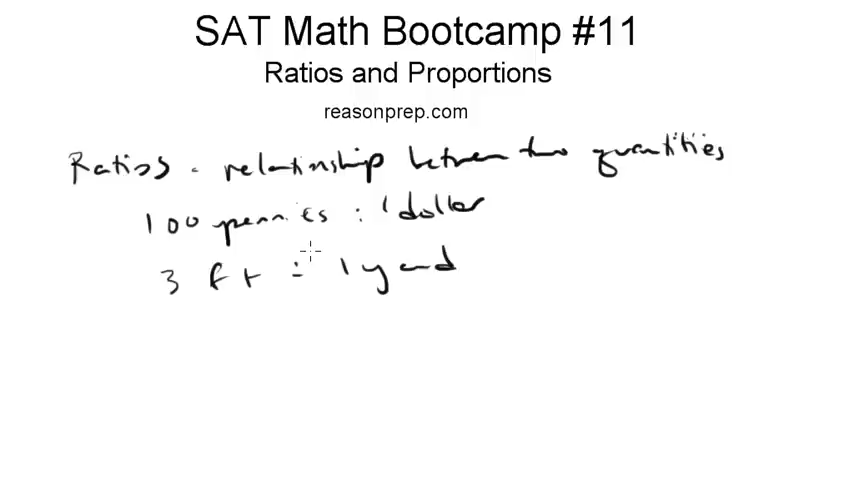 SAT Math Bootcamp #11
Ratios and Proportions
reasonprep.com
Ratios - relationship between two quantities
100 pennies : 1 dollar
3 ft : 1 yard